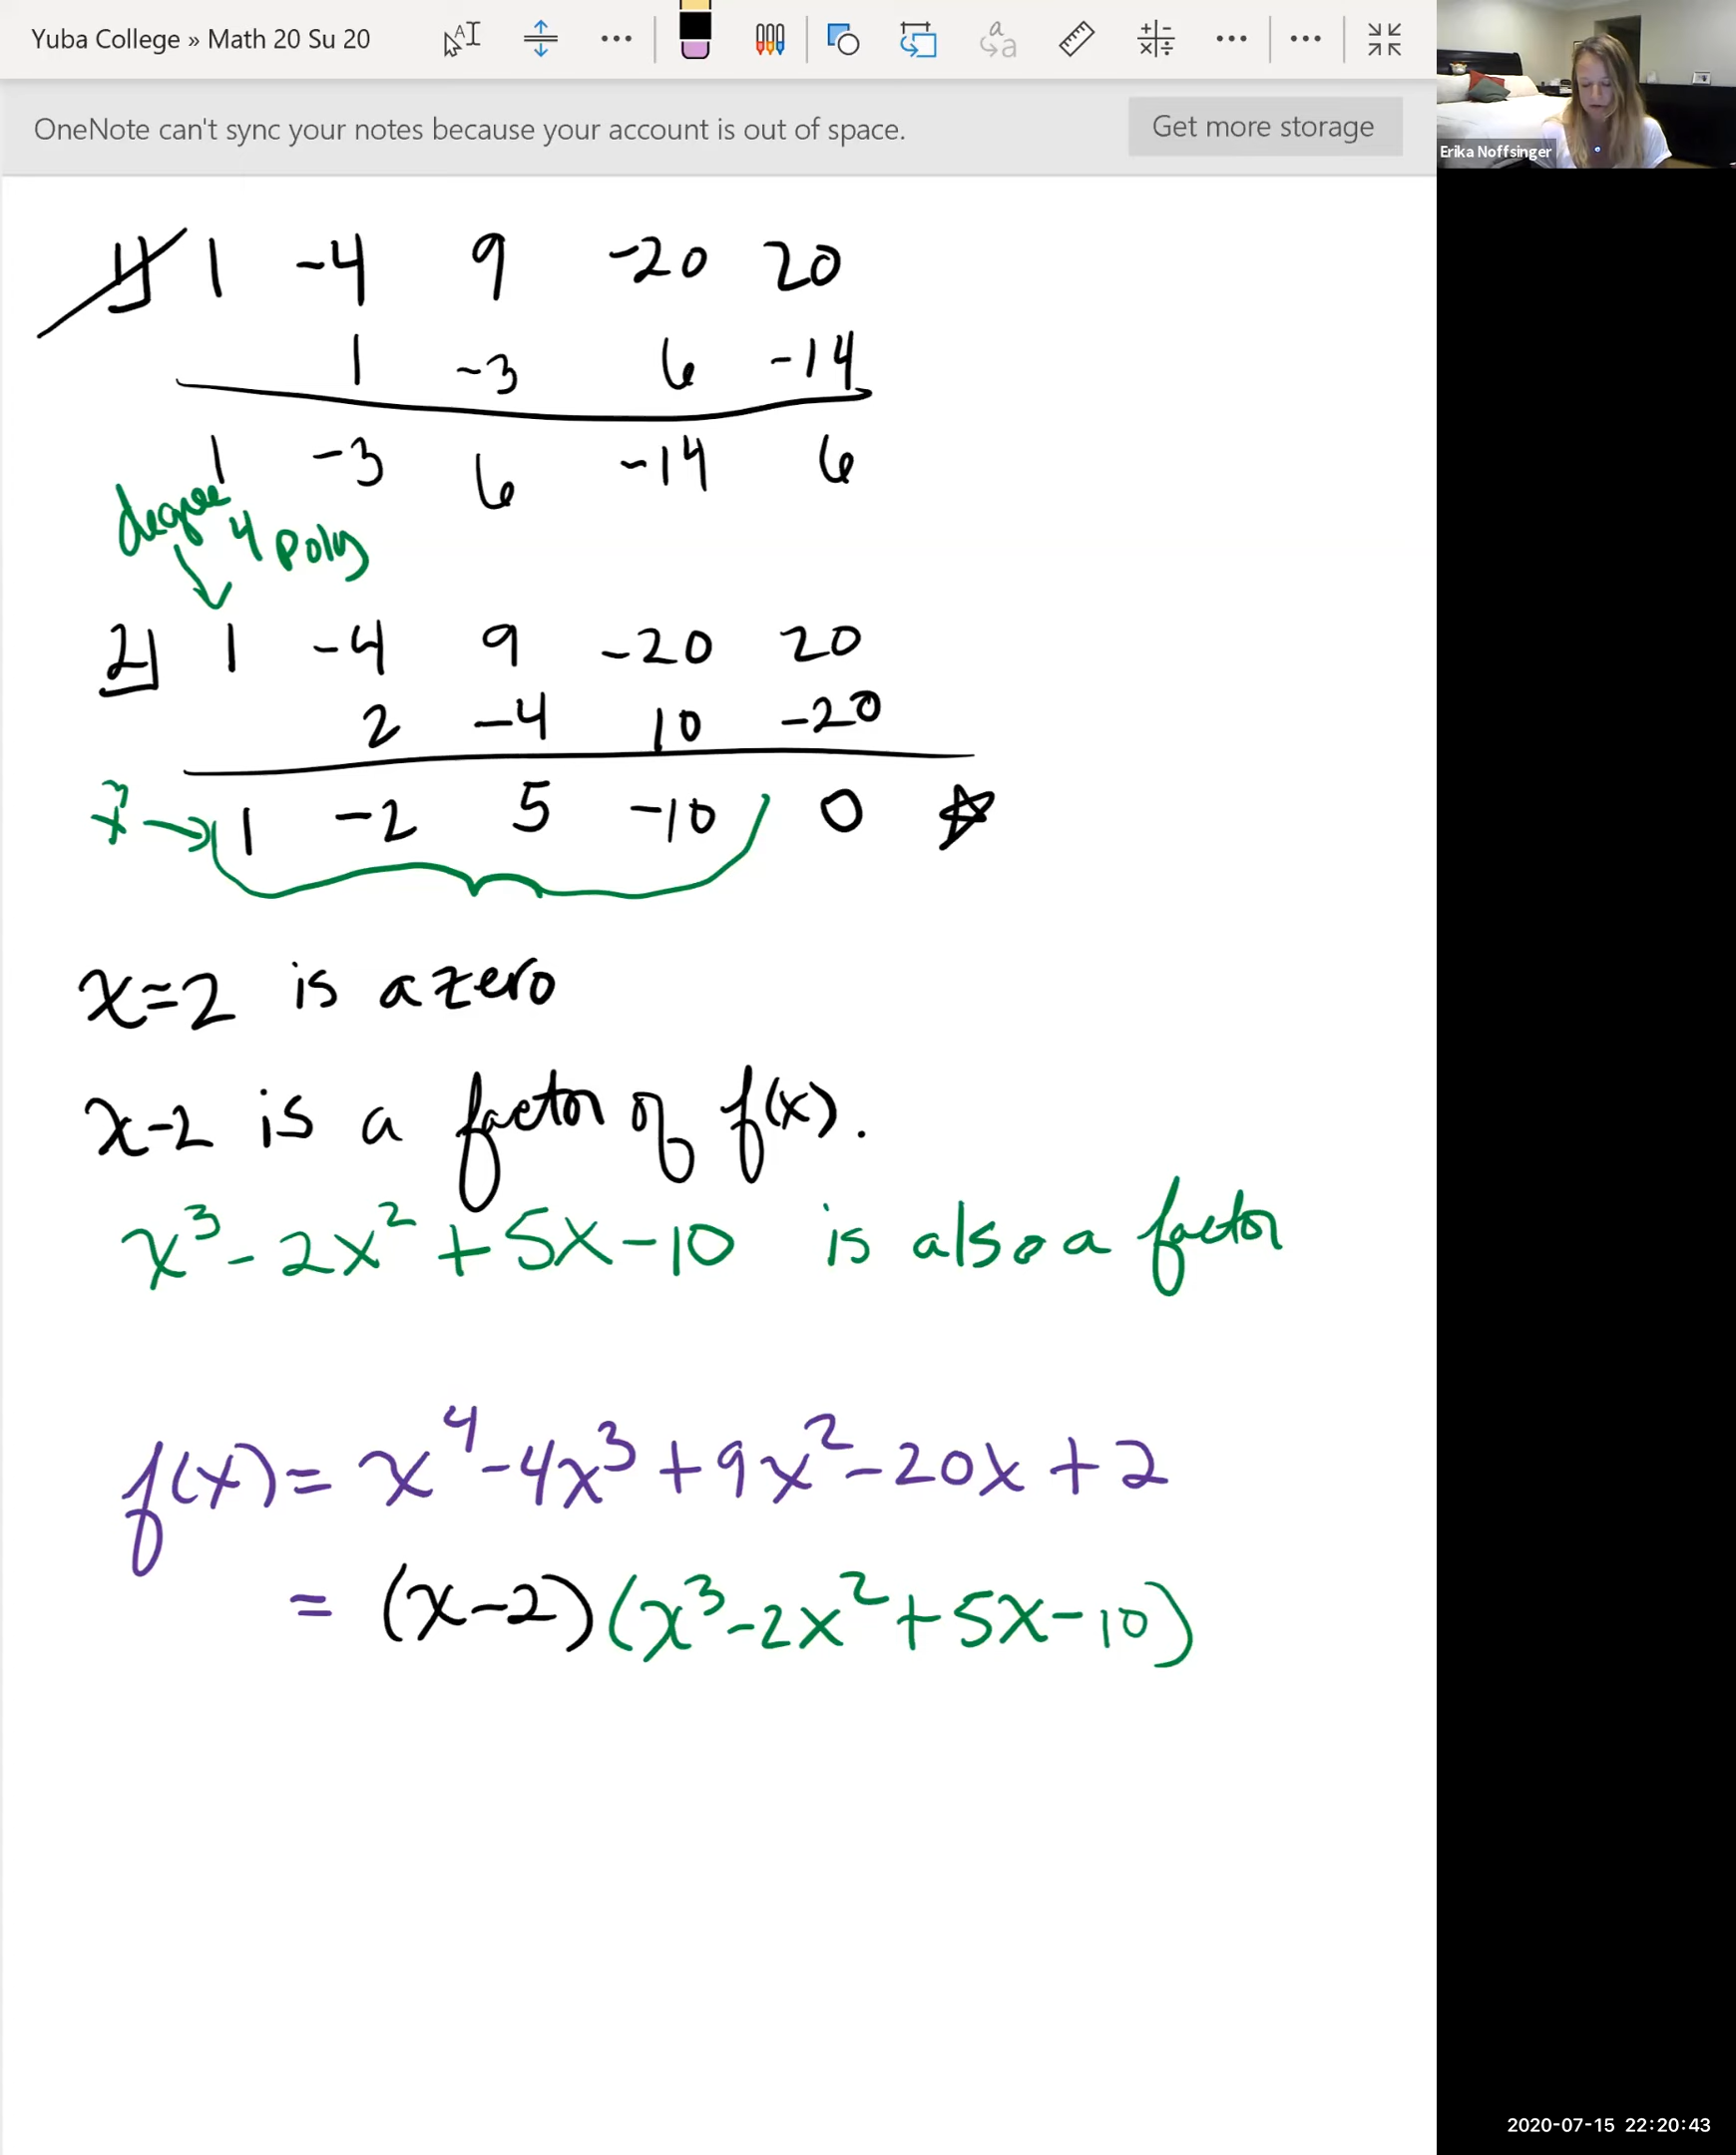 Yuba College » Math 20 Su 20
OneNote can't sync your notes because your account is out of space.
Get more storage
Erika Noffsinger
1 1 -4 9 -20 20
1 -3 6 -14
1 -3 6 -14 6
degree 4 poly
2 1 -4 9 -20 20
2 -4 10 -20
x³ → 1 -2 5 -10 0 ☆
x=2 is a zero
x-2 is a factor of f(x).
x³ - 2x² + 5x - 10 is also a factor
f(x) = x⁴ - 4x³ + 9x² - 20x + 2
= (x-2)(x³ - 2x² + 5x - 10)
2020-07-15 22:20:43